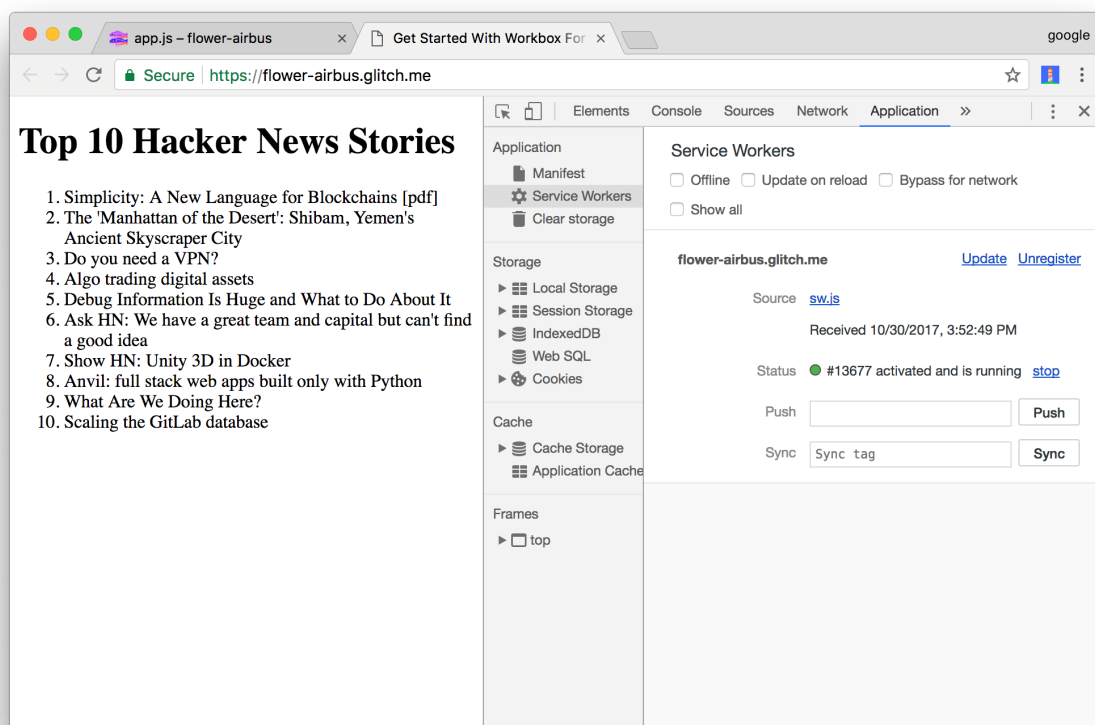 app.js – flower-airbus
Get Started With Workbox For
google
Secure
https://flower-airbus.glitch.me
Top 10 Hacker News Stories
1. Simplicity: A New Language for Blockchains [pdf]
2. The 'Manhattan of the Desert': Shibam, Yemen's
Ancient Skyscraper City
3. Do you need a VPN?
4. Algo trading digital assets
5. Debug Information Is Huge and What to Do About It
6. Ask HN: We have a great team and capital but can't find
a good idea
7. Show HN: Unity 3D in Docker
8. Anvil: full stack web apps built only with Python
9. What Are We Doing Here?
10. Scaling the GitLab database
Elements Console Sources Network Application »
Application
Manifest
Service Workers
Clear storage
Storage
Local Storage
Session Storage
IndexedDB
Web SQL
Cookies
Cache
Cache Storage
Application Cache
Frames
top
Service Workers
Offline Update on reload Bypass for network
Show all
flower-airbus.glitch.me Update Unregister
Source sw.js
Received 10/30/2017, 3:52:49 PM
Status #13677 activated and is running stop
Push Push
Sync Sync tag Sync